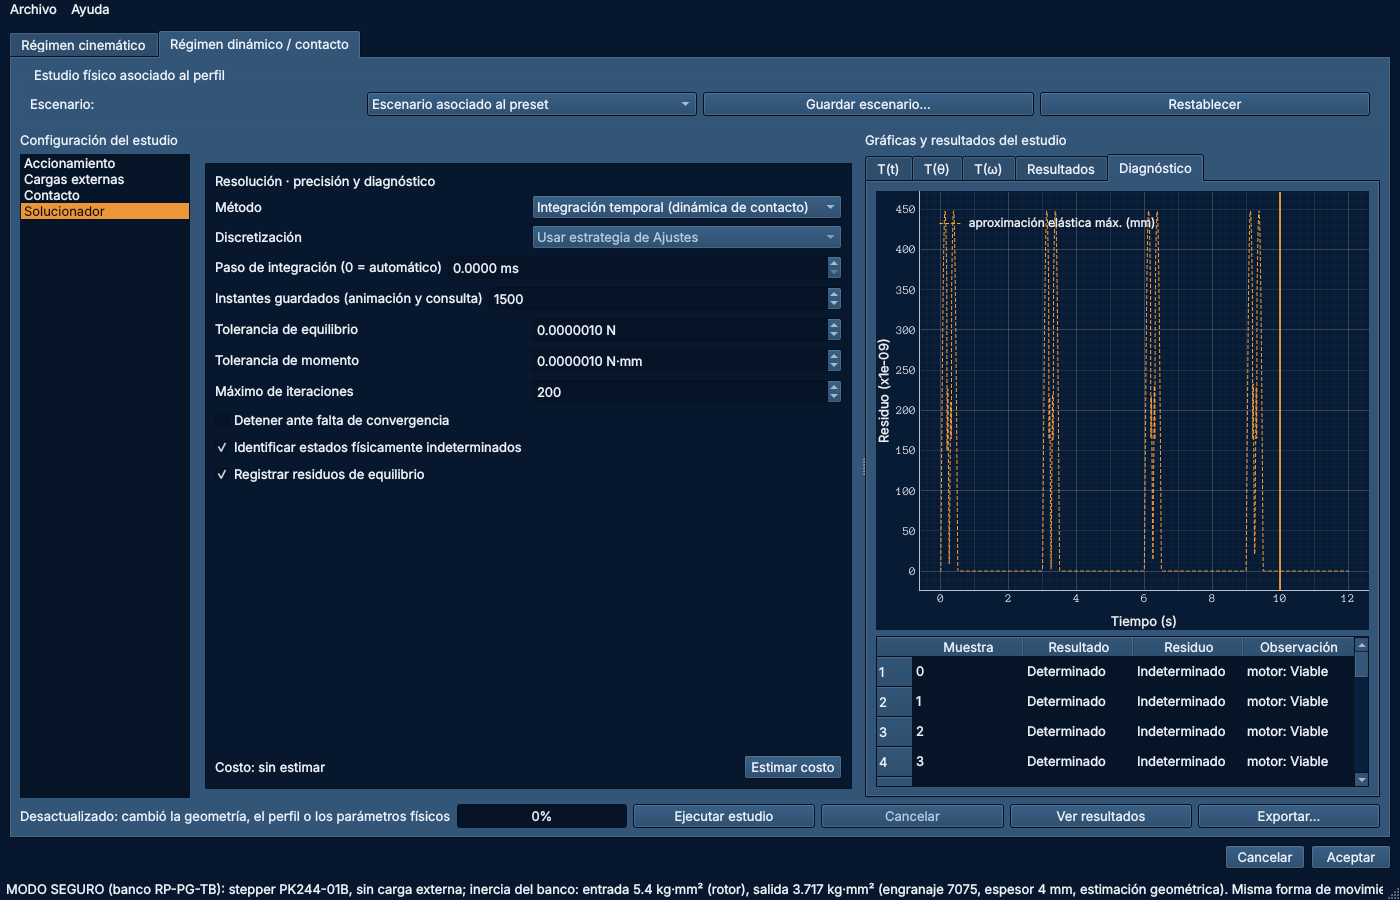 Archivo Ayuda
Régimen cinemático Régimen dinámico / contacto
Estudio físico asociado al perfil
Escenario: Escenario asociado al preset Guardar escenario... Restablecer
Configuración del estudio
Accionamiento
Cargas externas
Contacto
Solucionador
Resolución · precisión y diagnóstico
Método Integración temporal (dinámica de contacto)
Discretización Usar estrategia de Ajustes
Paso de integración (0 = automático) 0.0000 ms
Instantes guardados (animación y consulta) 1500
Tolerancia de equilibrio 0.0000010 N
Tolerancia de momento 0.0000010 N·mm
Máximo de iteraciones 200
Detener ante falta de convergencia
✓ Identificar estados físicamente indeterminados
✓ Registrar residuos de equilibrio
Costo: sin estimar Estimar costo
Gráficas y resultados del estudio
T(t) T(θ) T(ω) Resultados Diagnóstico
aproximación elástica máx. (mm)
Residuo (x1e-09)
450
400
350
300
250
200
150
100
50
0
0 2 4 6 8 10 12
Tiempo (s)
Muestra Resultado Residuo Observación
1 0 Determinado Indeterminado motor: Viable
2 1 Determinado Indeterminado motor: Viable
3 2 Determinado Indeterminado motor: Viable
4 3 Determinado Indeterminado motor: Viable
Desactualizado: cambió la geometría, el perfil o los parámetros físicos 0% Ejecutar estudio Cancelar Ver resultados Exportar...
Cancelar Aceptar
MODO SEGURO (banco RP-PG-TB): stepper PK244-01B, sin carga externa; inercia del banco: entrada 5.4 kg·mm² (rotor), salida 3.717 kg·mm² (engranaje 7075, espesor 4 mm, estimación geométrica). Misma forma de movimie